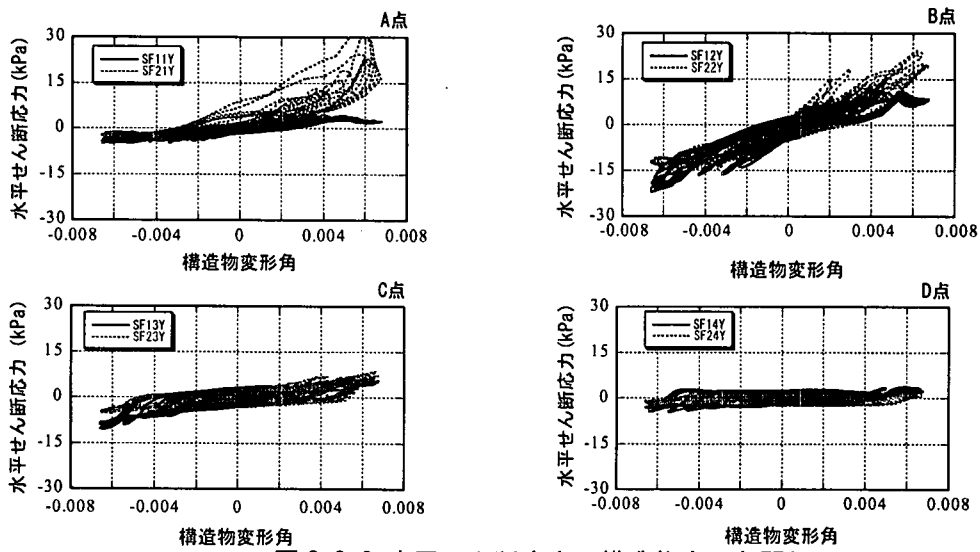 A点
水平せん断応力 (kPa)
30
15
0
-15
-30
SF11Y
SF21Y
-0.008
-0.004
0
0.004
0.008
構造物変形角
B点
水平せん断応力 (kPa)
30
15
0
-15
-30
SF12Y
SF22Y
-0.008
-0.004
0
0.004
0.008
構造物変形角
C点
水平せん断応力 (kPa)
30
15
0
-15
-30
SF13Y
SF23Y
-0.008
-0.004
0
0.004
0.008
構造物変形角
D点
水平せん断応力 (kPa)
30
15
0
-15
-30
SF14Y
SF24Y
-0.008
-0.004
0
0.004
0.008
構造物変形角